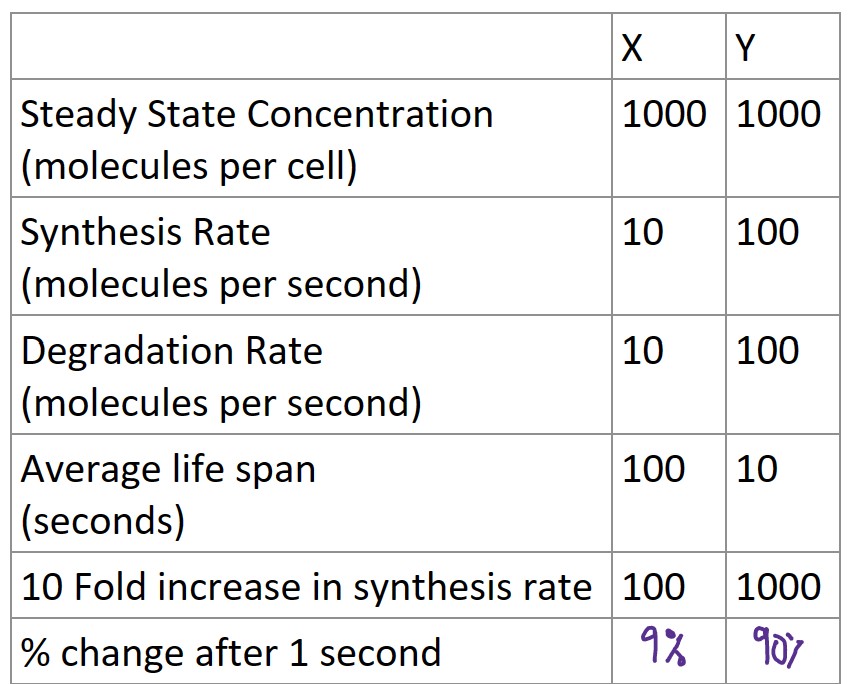 X Y
Steady State Concentration 1000 1000
(molecules per cell)
Synthesis Rate 10 100
(molecules per second)
Degradation Rate 10 100
(molecules per second)
Average life span 100 10
(seconds)
10 Fold increase in synthesis rate 100 1000
% change after 1 second 9% 90%